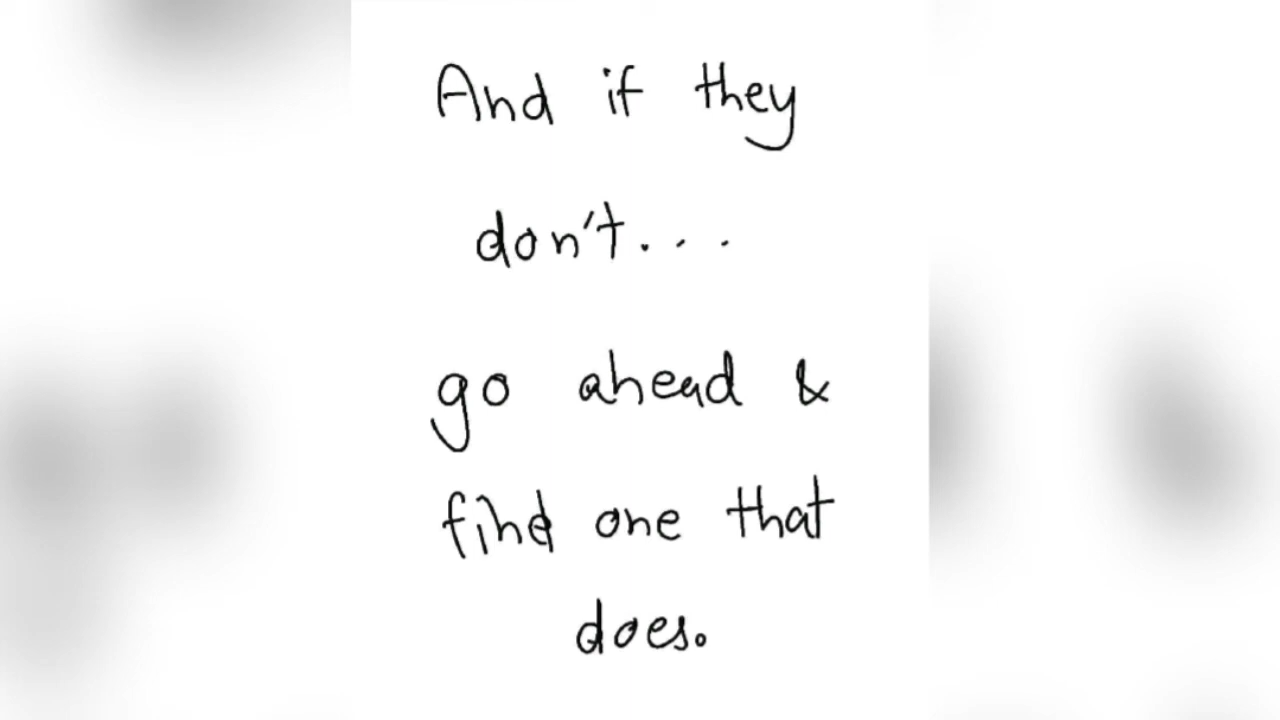 And if they
don't...
go ahead &
find one that
does.